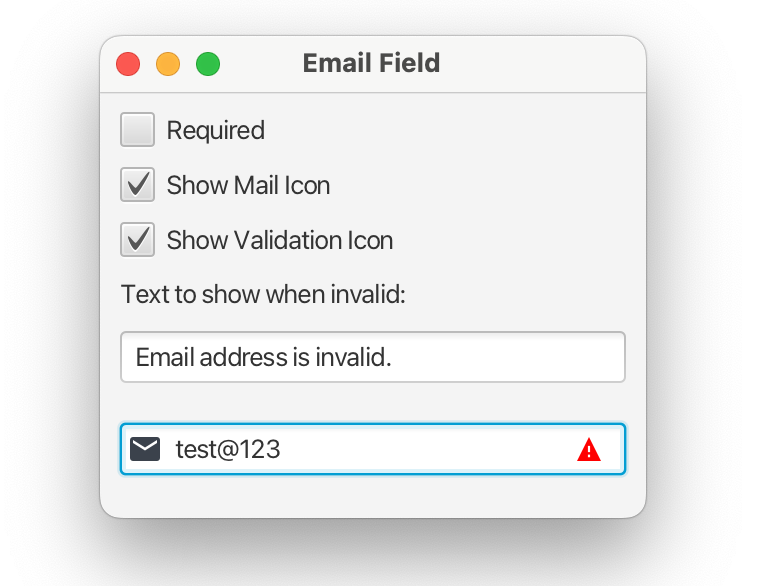 Email Field
Required
Show Mail Icon
Show Validation Icon
Text to show when invalid:
Email address is invalid.
test@123